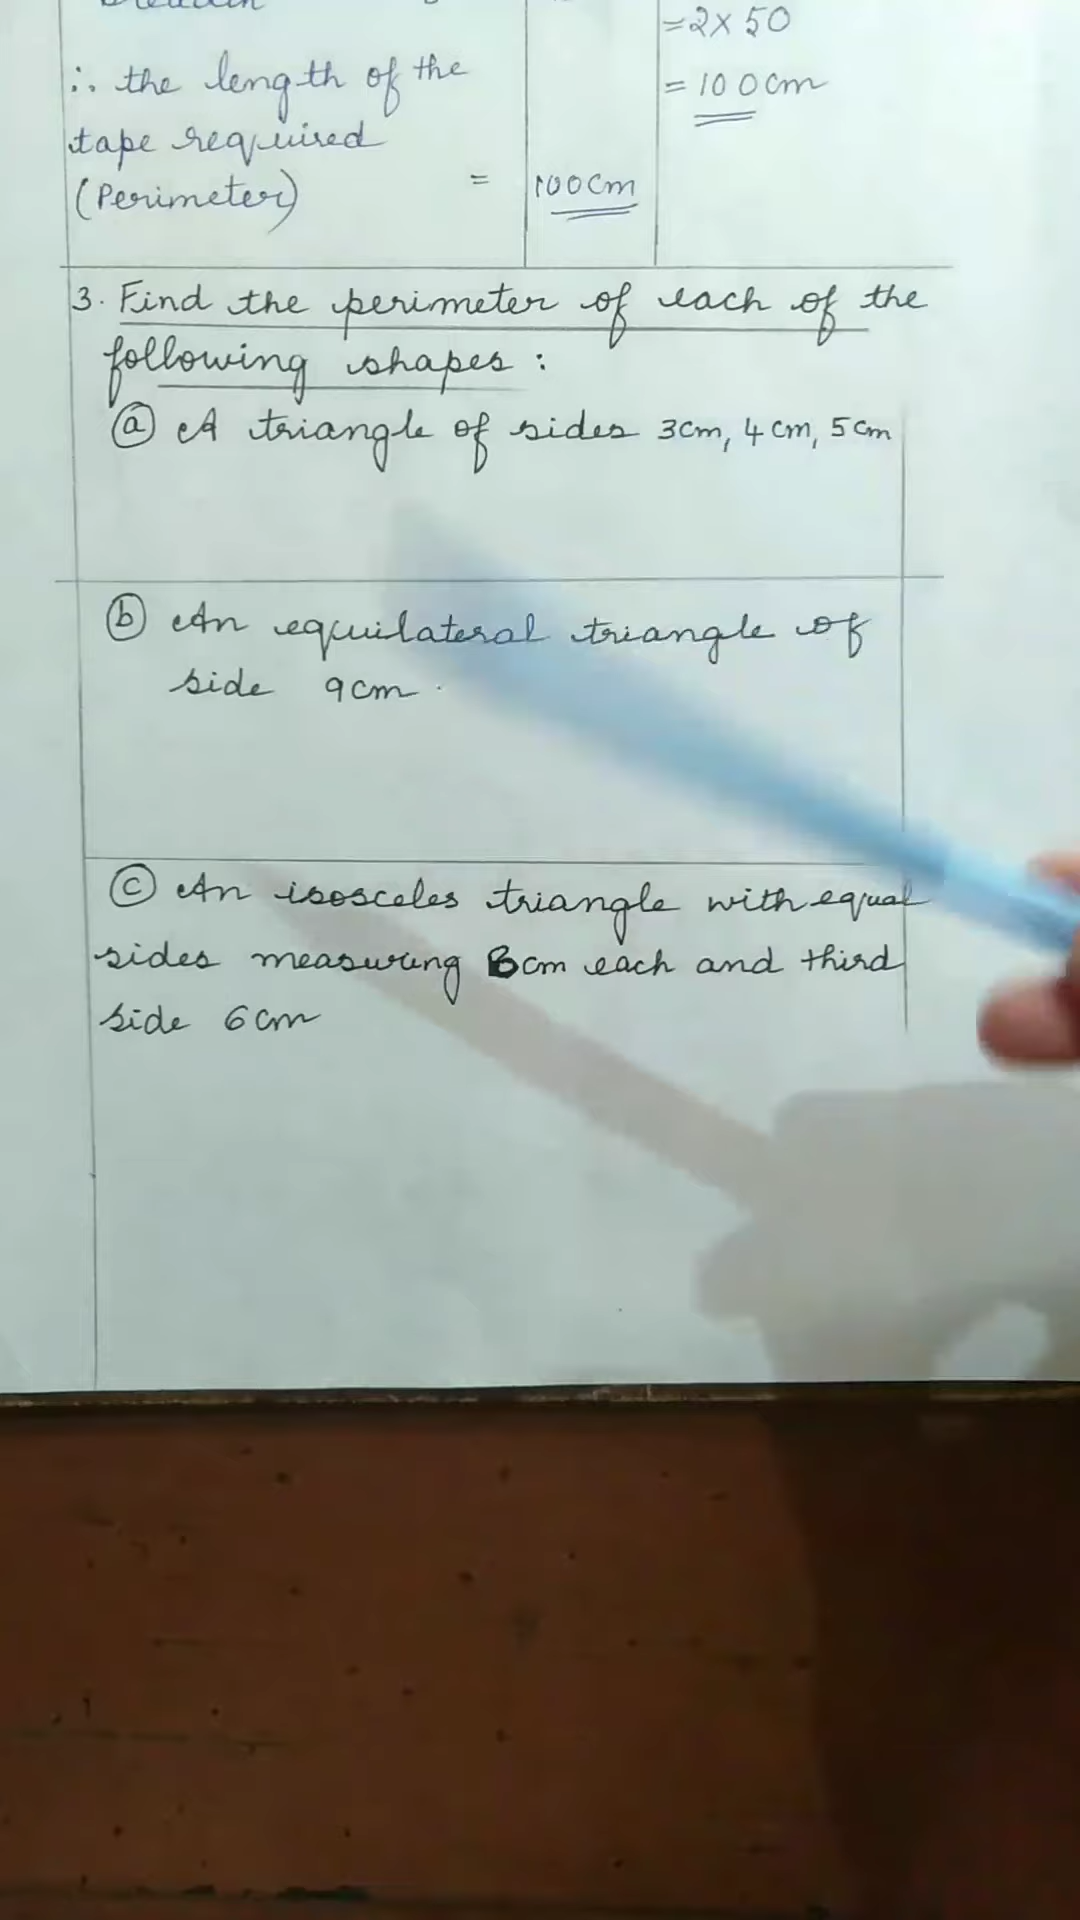 =2x 50
∴ the length of the
= 100cm
tape required
(Perimeter) = 100cm
3. Find the perimeter of each of the
following shapes :
(a) A triangle of sides 3cm, 4cm, 5cm
(b) An equilateral triangle of
side 9cm.
(c) An isosceles triangle with equal
sides measuring cm each and third
side 6cm